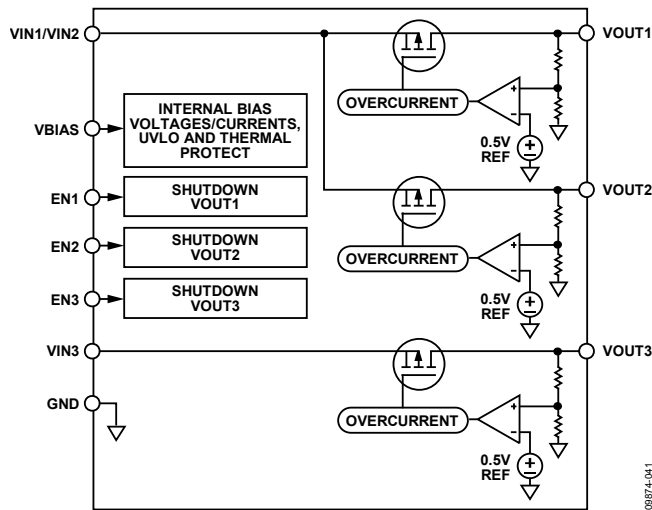 VIN1/VIN2
VOUT1
OVERCURRENT
+
−
0.5V
REF
INTERNAL BIAS
VOLTAGES/CURRENTS,
UVLO AND THERMAL
PROTECT
VBIAS
EN1
SHUTDOWN
VOUT1
VOUT2
EN2
SHUTDOWN
VOUT2
OVERCURRENT
+
−
0.5V
REF
EN3
SHUTDOWN
VOUT3
VIN3
VOUT3
GND
OVERCURRENT
+
−
0.5V
REF
09874-041